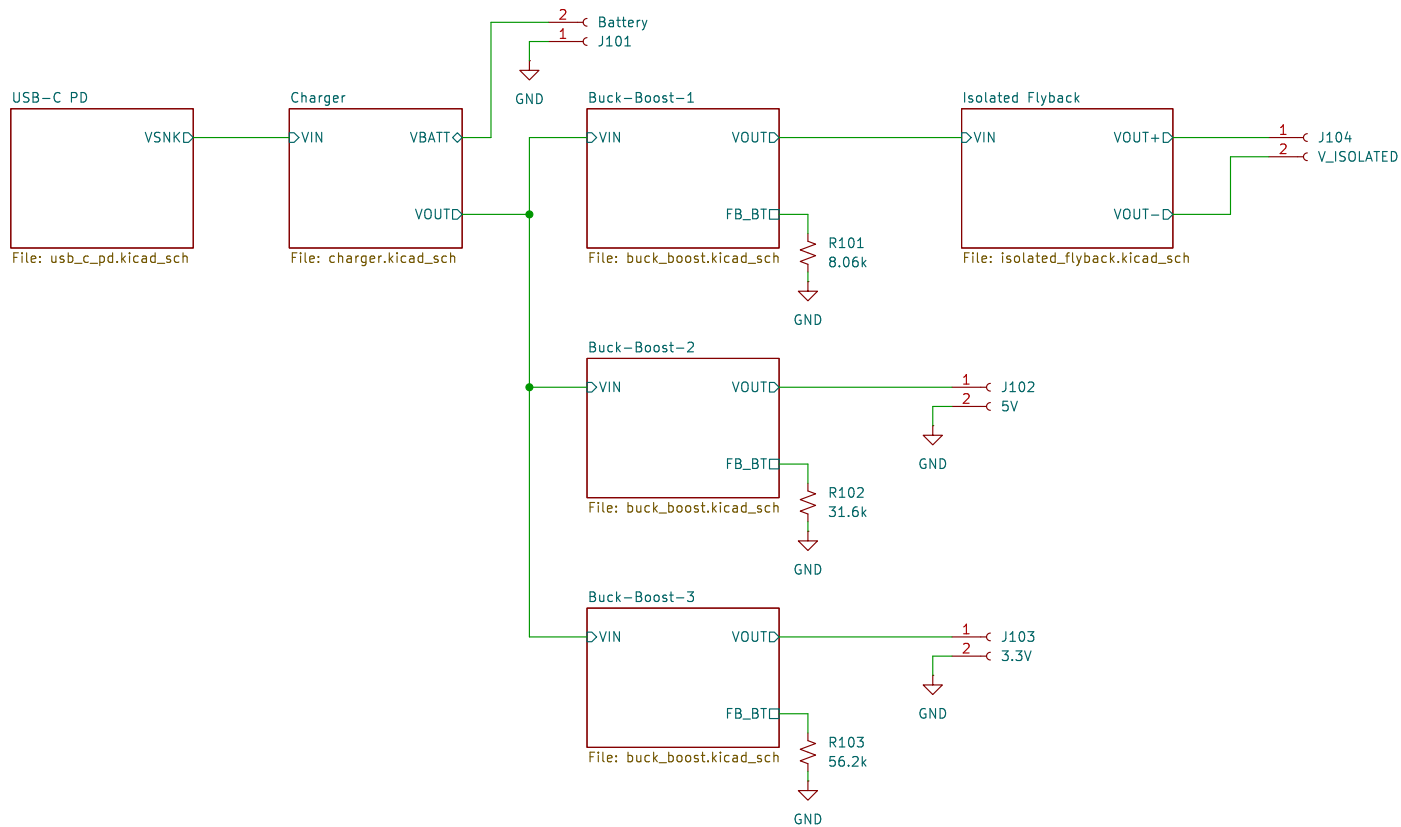 2 Battery
1 J101
GND
USB-C PD
VSNK
File: usb_c_pd.kicad_sch
Charger
VIN VBATT
VOUT
File: charger.kicad_sch
Buck-Boost-1
VIN VOUT
FB_BT
File: buck_boost.kicad_sch
R101
8.06k
GND
Isolated Flyback
VIN VOUT+
VOUT-
File: isolated_flyback.kicad_sch
1 J104
2 V_ISOLATED
Buck-Boost-2
VIN VOUT
FB_BT
File: buck_boost.kicad_sch
1 J102
2 5V
GND
R102
31.6k
GND
Buck-Boost-3
VIN VOUT
FB_BT
File: buck_boost.kicad_sch
1 J103
2 3.3V
GND
R103
56.2k
GND